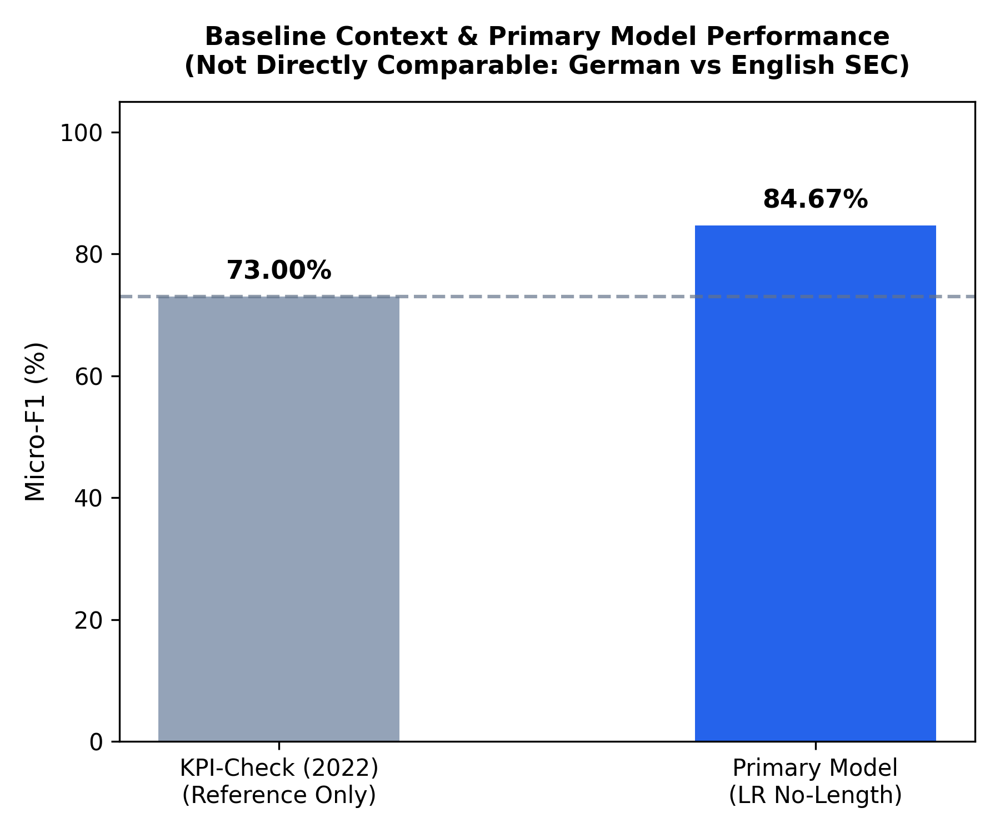 Baseline Context & Primary Model Performance
(Not Directly Comparable: German vs English SEC)
Micro-F1 (%)
100
80
60
40
20
0
73.00%
84.67%
KPI-Check (2022)
(Reference Only)
Primary Model
(LR No-Length)